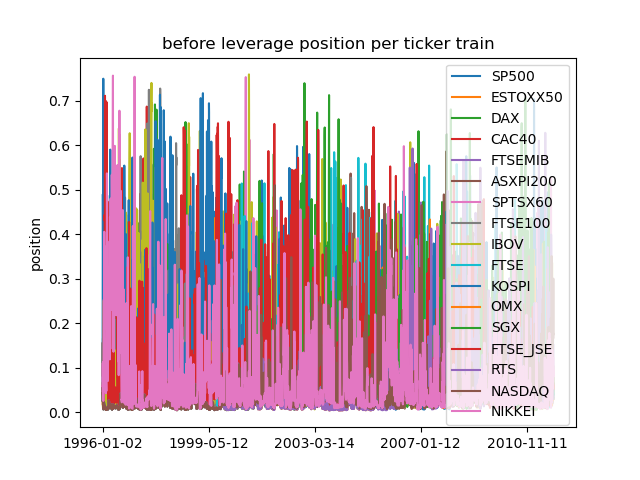 before leverage position per ticker train
position
0.7
0.6
0.5
0.4
0.3
0.2
0.1
0.0
1996-01-02
1999-05-12
2003-03-14
2007-01-12
2010-11-11
SP500
ESTOXX50
DAX
CAC40
FTSEMIB
ASXPI200
SPTSX60
FTSE100
IBOV
FTSE
KOSPI
OMX
SGX
FTSE_JSE
RTS
NASDAQ
NIKKEI